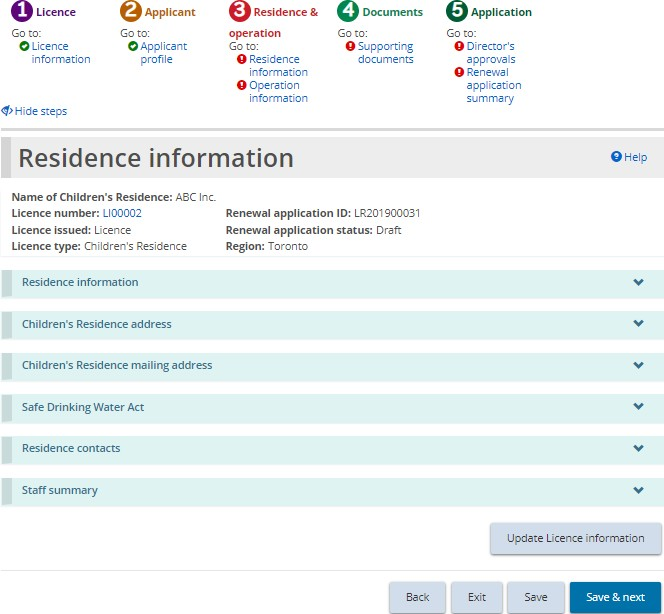 1 Licence
Go to:
Licence
information
2 Applicant
Go to:
Applicant
profile
3 Residence &
operation
Go to:
Residence
information
Operation
information
4 Documents
Go to:
Supporting
documents
5 Application
Go to:
Director's
approvals
Renewal
application
summary
Hide steps
Residence information
Help
Name of Children's Residence: ABC Inc.
Licence number: LI00002 Renewal application ID: LR201900031
Licence issued: Licence Renewal application status: Draft
Licence type: Children's Residence Region: Toronto
Residence information
Children's Residence address
Children's Residence mailing address
Safe Drinking Water Act
Residence contacts
Staff summary
Update Licence information
Back Exit Save Save & next